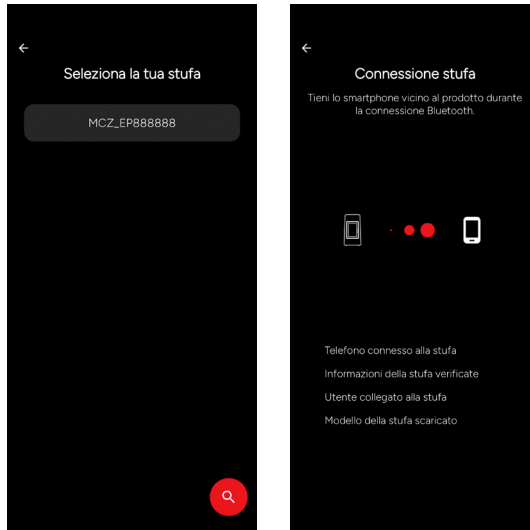 Seleziona la tua stufa
MCZ_EP888888
Connessione stufa
Tieni lo smartphone vicino al prodotto durante
la connessione Bluetooth.
Telefono connesso alla stufa
Informazioni della stufa verificate
Utente collegato alla stufa
Modello della stufa scaricato